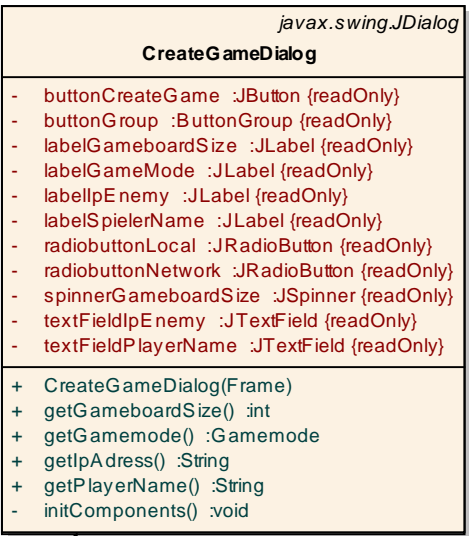 javax.swing.JDialog
CreateGameDialog
- buttonCreateGame :JButton {readOnly}
- buttonGroup :ButtonGroup {readOnly}
- labelGameboardSize :JLabel {readOnly}
- labelGameMode :JLabel {readOnly}
- labelIpEnemy :JLabel {readOnly}
- labelSpielerName :JLabel {readOnly}
- radiobuttonLocal :JRadioButton {readOnly}
- radiobuttonNetwork :JRadioButton {readOnly}
- spinnerGameboardSize :JSpinner {readOnly}
- textFieldIpEnemy :JTextField {readOnly}
- textFieldPlayerName :JTextField {readOnly}
+ CreateGameDialog(Frame)
+ getGameboardSize() :int
+ getGamemode() :Gamemode
+ getIpAdress() :String
+ getPlayerName() :String
- initComponents() :void